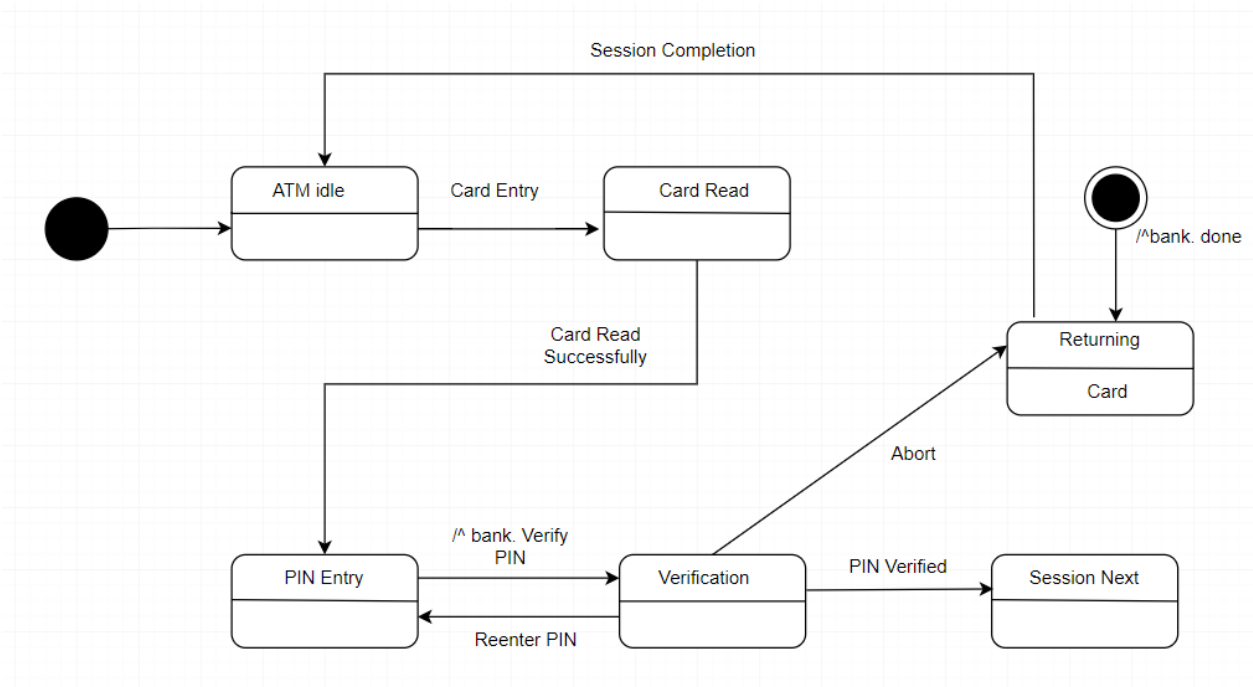 Session Completion
ATM idle
Card Entry
Card Read
/^bank. done
Card Read
Successfully
Returning
Card
Abort
/^ bank. Verify
PIN
PIN Entry
Verification
PIN Verified
Session Next
Reenter PIN